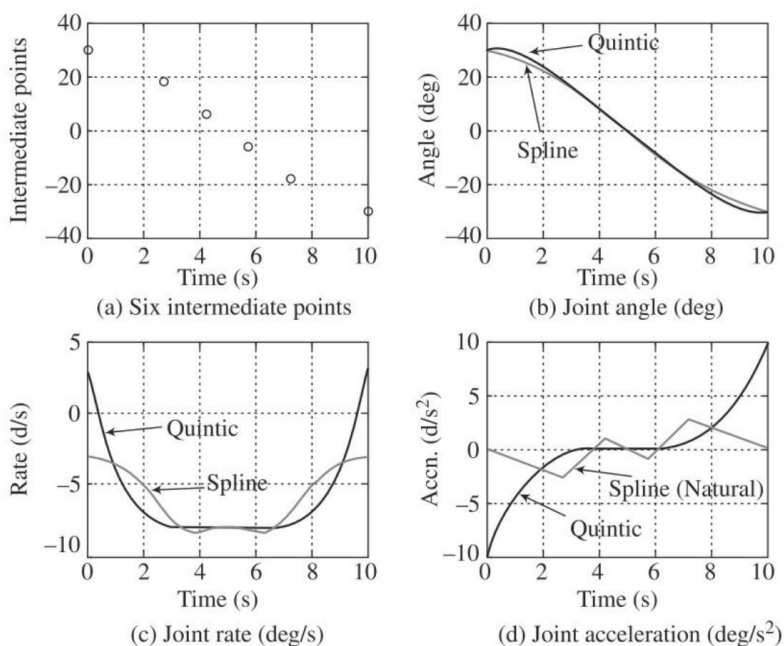 40
20
0
−20
−40
Intermediate points
0 2 4 6 8 10
Time (s)
(a) Six intermediate points
40
20
0
−20
−40
Angle (deg)
Quintic
Spline
0 2 4 6 8 10
Time (s)
(b) Joint angle (deg)
5
0
−5
−10
Rate (d/s)
Quintic
Spline
0 2 4 6 8 10
Time (s)
(c) Joint rate (deg/s)
10
5
0
−5
−10
Accn. (d/s²)
Spline (Natural)
Quintic
0 2 4 6 8 10
Time (s)
(d) Joint acceleration (deg/s²)